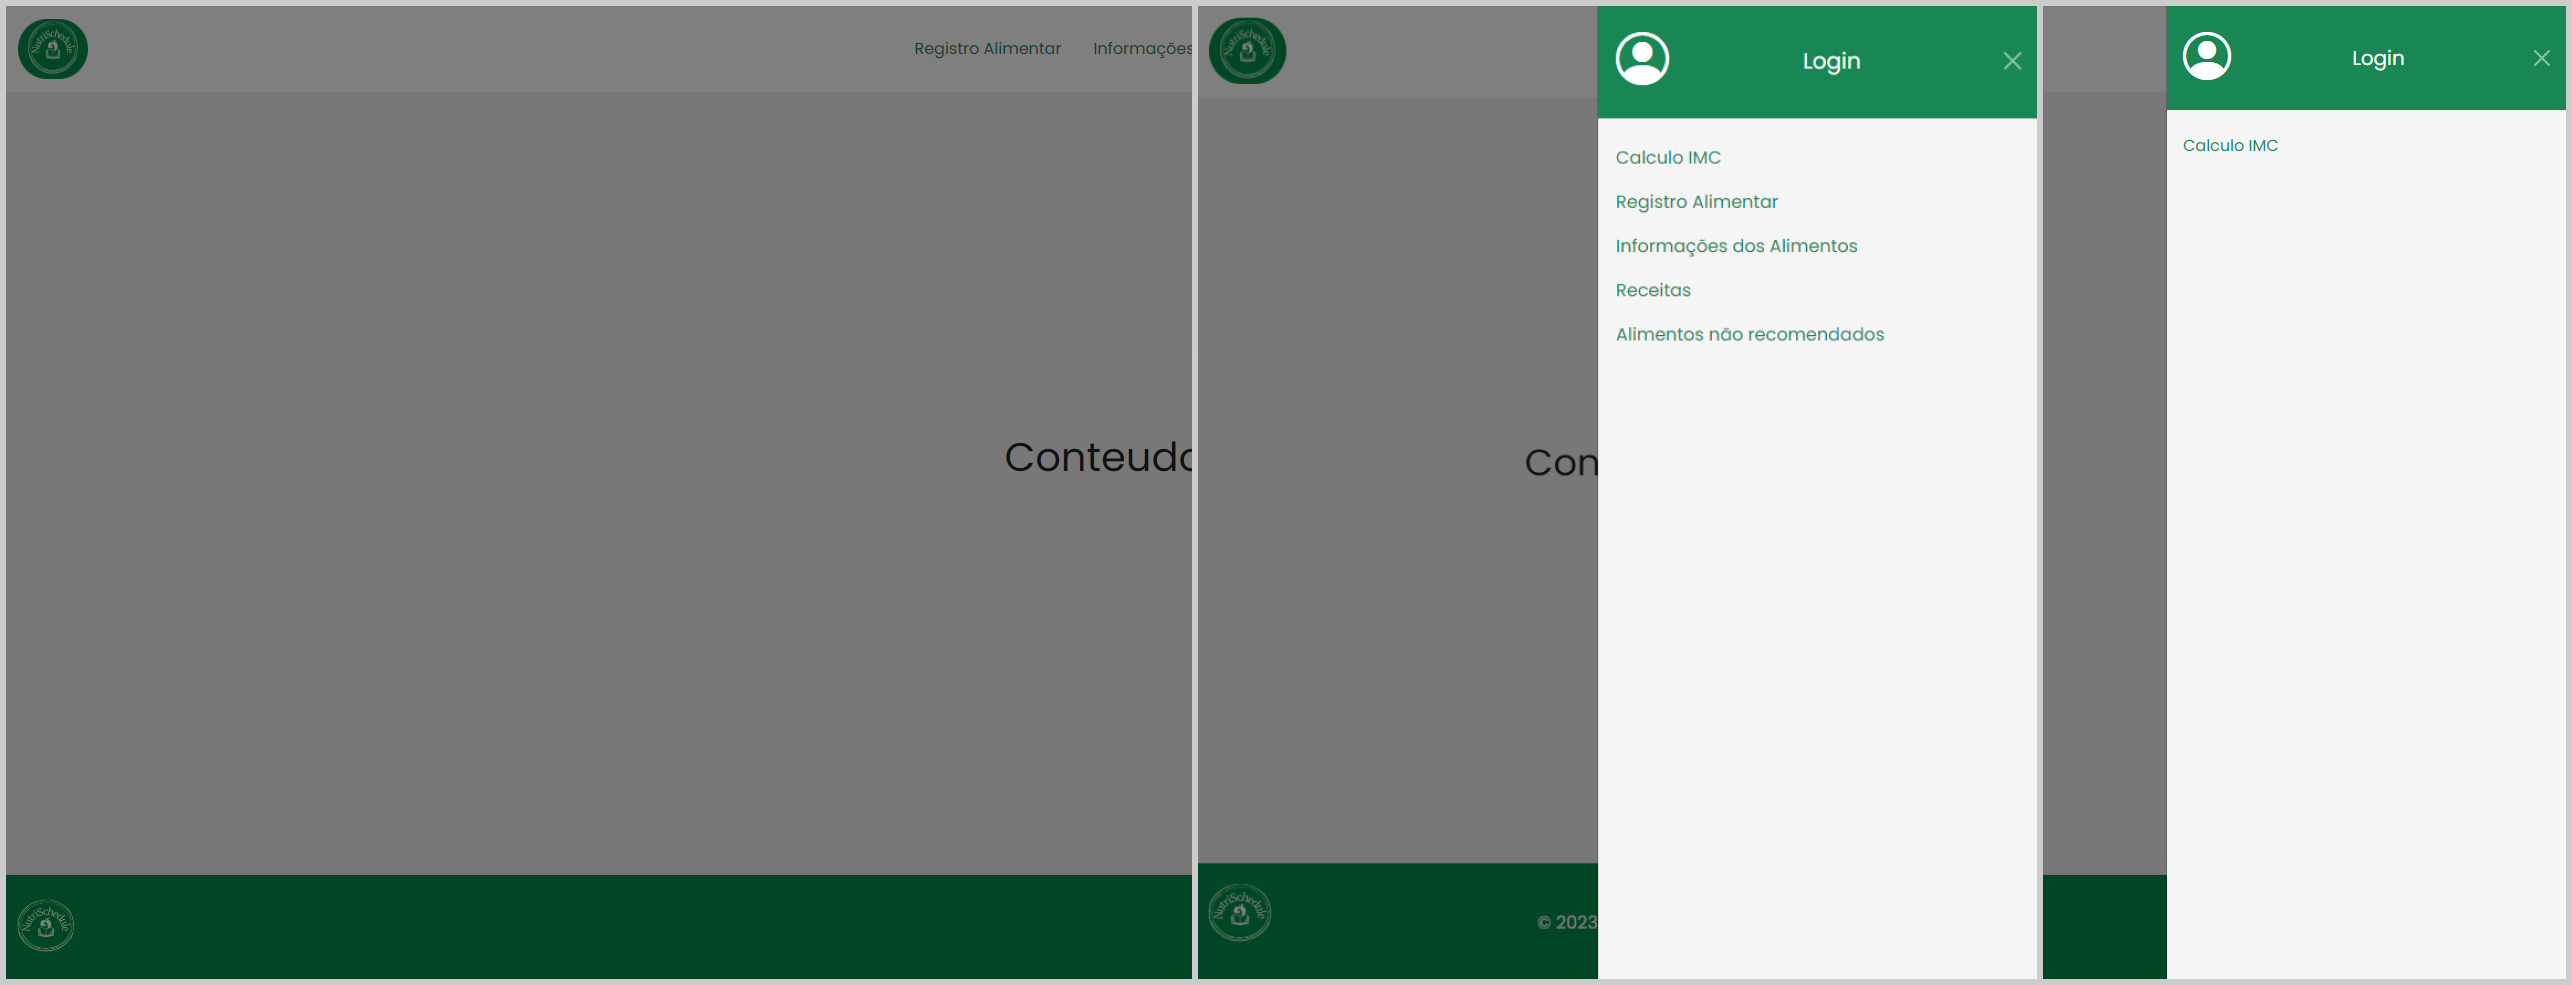 NutriSchedule
Registro Alimentar
Informações
Conteudo
NutriSchedule
NutriSchedule
Con
© 2023
NutriSchedule
Login
Calculo IMC
Registro Alimentar
Informações dos Alimentos
Receitas
Alimentos não recomendados
Login
Calculo IMC